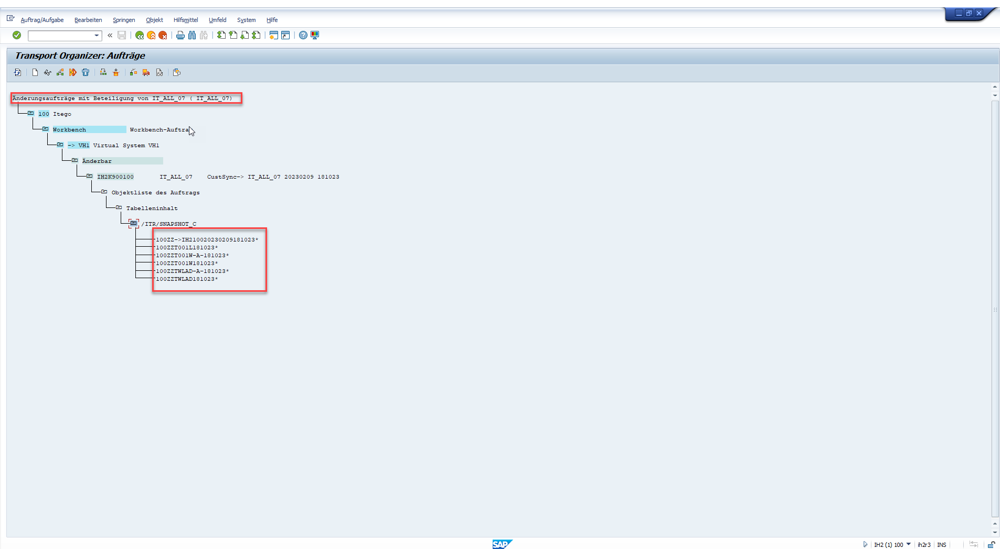 Auftrag/Aufgabe Bearbeiten Springen Objekt Hilfsmittel Umfeld System Hilfe
Transport Organizer: Aufträge
Änderungsaufträge mit Beteiligung von IT_ALL_07 ( IT_ALL_07)
100 Itego
Workbench Workbench-Auftra
-> VH1 Virtual System VH1
Änderbar
IH2K900100 IT_ALL_07 CustSync-> IT_ALL_07 20230209 181023
Objektliste des Auftrags
Tabelleninhalt
/ITR/SNAPSHOT_C
100ZZ->IH210020230209181023*
100ZZT001L181023*
100ZZT001W-A-181023*
100ZZT001W181023*
100ZZTWLAD-A-181023*
100ZZTWLAD181023*
SAP
IH2 (1) 100 ih2r3 INS